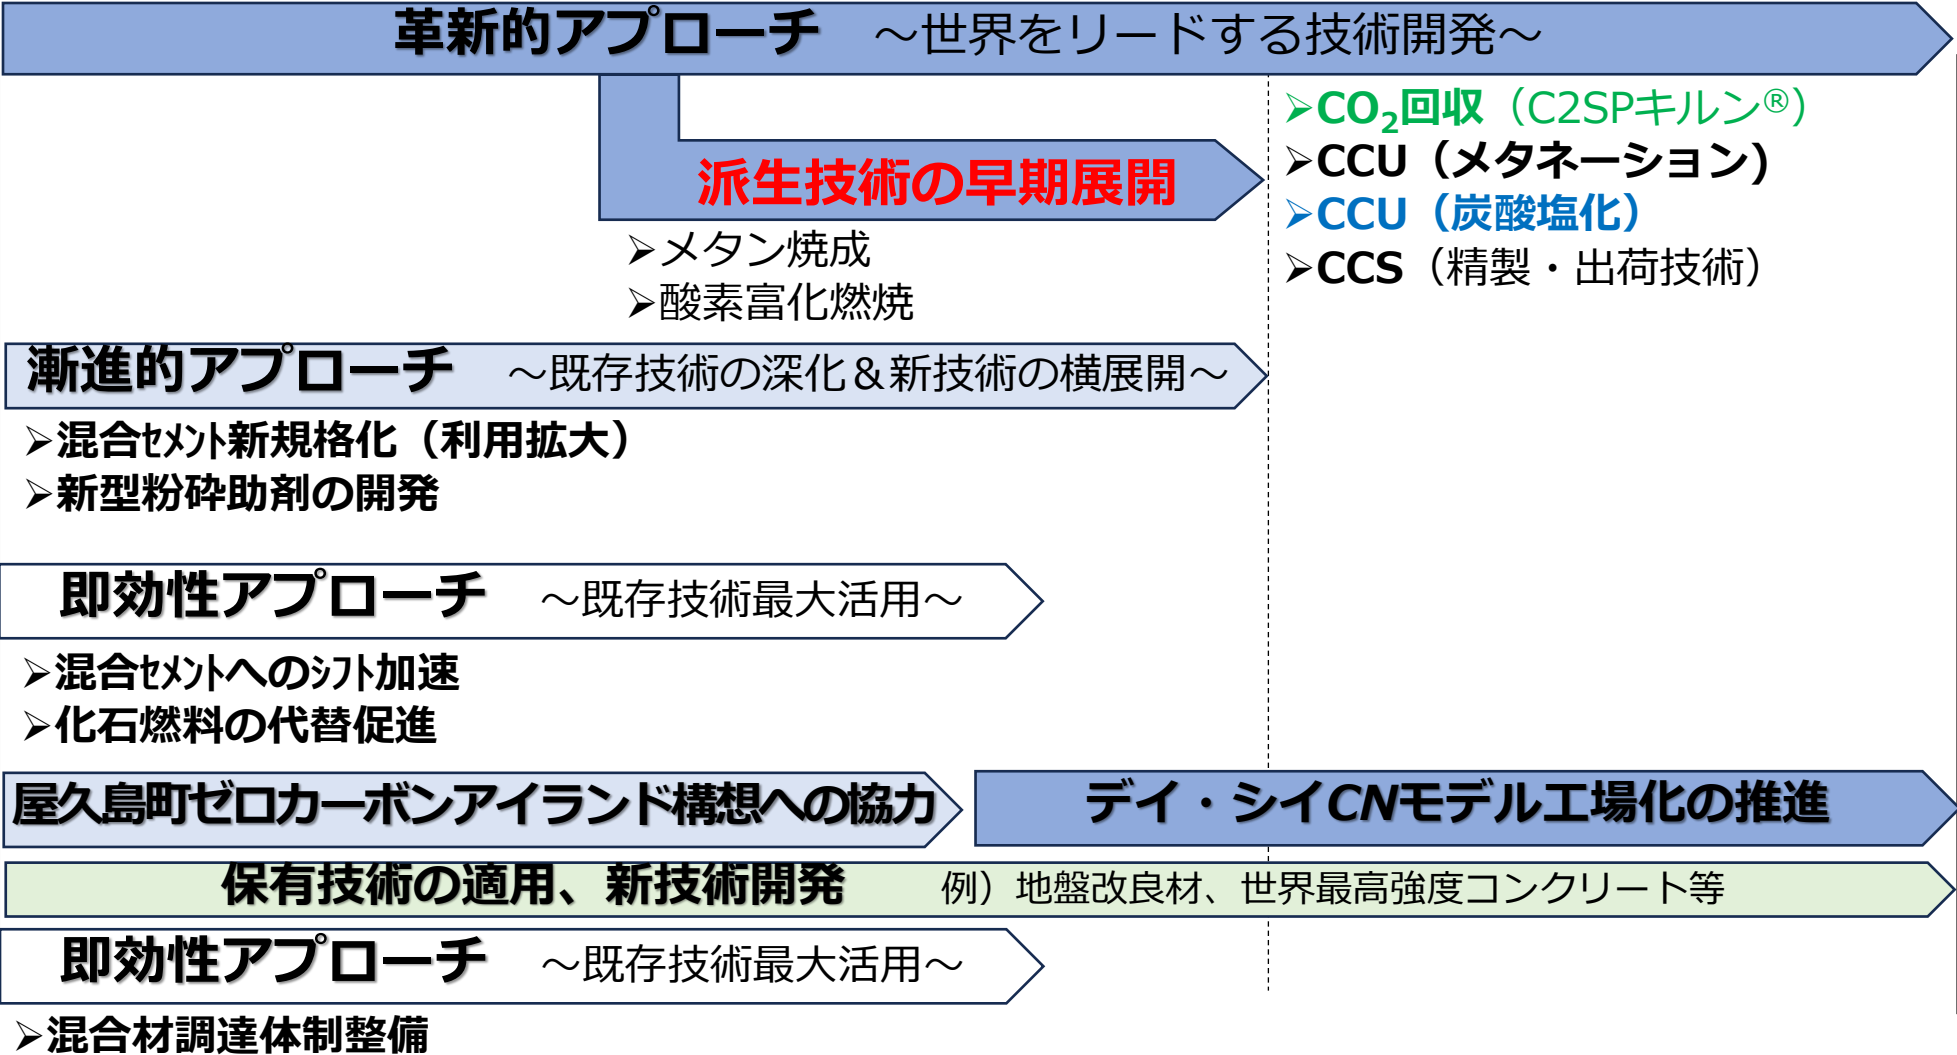 革新的アプローチ ～世界をリードする技術開発～
派生技術の早期展開
➢メタン焼成
➢酸素富化燃焼
➢CO₂回収（C2SPキルン®）
➢CCU（メタネーション)
➢CCU（炭酸塩化）
➢CCS（精製・出荷技術）
漸進的アプローチ ～既存技術の深化＆新技術の横展開～
➢混合ｾﾒﾝﾄ新規格化（利用拡大）
➢新型粉砕助剤の開発
即効性アプローチ ～既存技術最大活用～
➢混合ｾﾒﾝﾄへのｼﾌﾄ加速
➢化石燃料の代替促進
屋久島町ゼロカーボンアイランド構想への協力
デイ・シイCNモデル工場化の推進
保有技術の適用、新技術開発 例）地盤改良材、世界最高強度コンクリート等
即効性アプローチ ～既存技術最大活用～
➢混合材調達体制整備